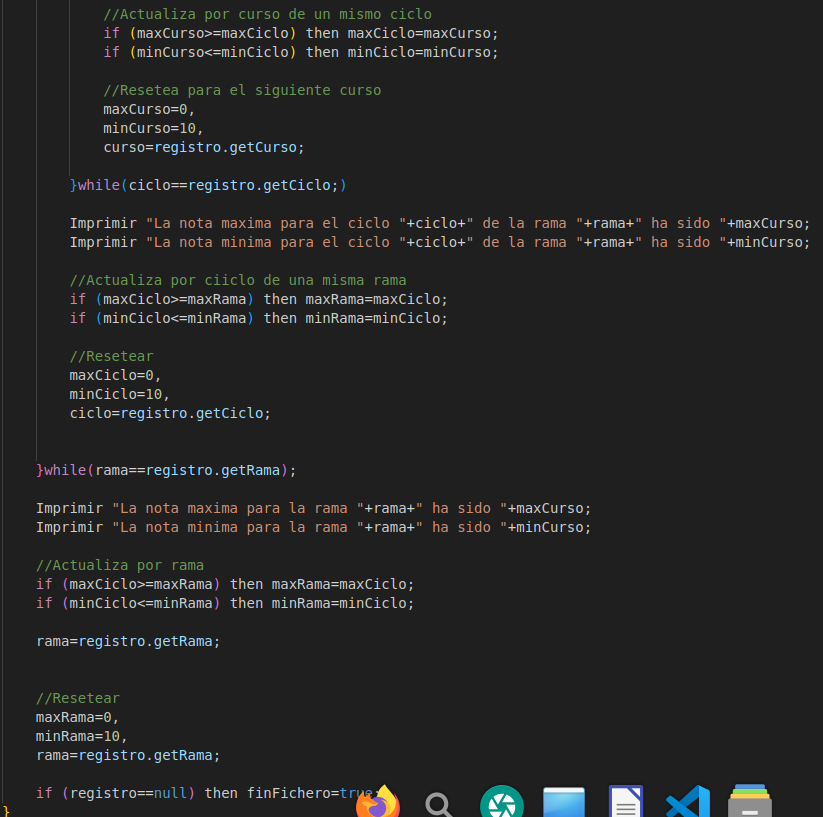 //Actualiza por curso de un mismo ciclo
if (maxCurso>=maxCiclo) then maxCiclo=maxCurso;
if (minCurso<=minCiclo) then minCiclo=minCurso;
//Resetea para el siguiente curso
maxCurso=0,
minCurso=10,
curso=registro.getCurso;
}while(ciclo==registro.getCiclo;)
Imprimir "La nota maxima para el ciclo "+ciclo+" de la rama "+rama+" ha sido "+maxCurso;
Imprimir "La nota minima para el ciclo "+ciclo+" de la rama "+rama+" ha sido "+minCurso;
//Actualiza por ciiclo de una misma rama
if (maxCiclo>=maxRama) then maxRama=maxCiclo;
if (minCiclo<=minRama) then minRama=minCiclo;
//Resetear
maxCiclo=0,
minCiclo=10,
ciclo=registro.getCiclo;
}while(rama==registro.getRama);
Imprimir "La nota maxima para la rama "+rama+" ha sido "+maxCurso;
Imprimir "La nota minima para la rama "+rama+" ha sido "+minCurso;
//Actualiza por rama
if (maxCiclo>=maxRama) then maxRama=maxCiclo;
if (minCiclo<=minRama) then minRama=minCiclo;
rama=registro.getRama;
//Resetear
maxRama=0,
minRama=10,
rama=registro.getRama;
if (registro==null) then finFichero=true;
}